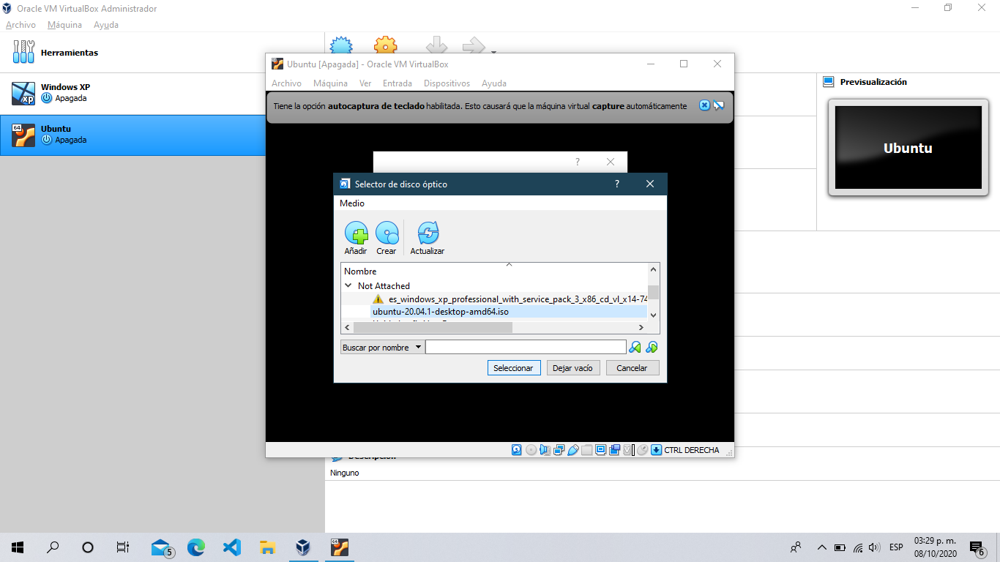 Oracle VM VirtualBox Administrador
Archivo Máquina Ayuda
Herramientas
Windows XP
Apagada
64
Ubuntu
Apagada
Ubuntu [Apagada] - Oracle VM VirtualBox
Archivo Máquina Ver Entrada Dispositivos Ayuda
Tiene la opción autocaptura de teclado habilitada. Esto causará que la máquina virtual capture automáticamente
Previsualización
Ubuntu
Selector de disco óptico
Medio
Añadir Crear Actualizar
Nombre
Not Attached
es_windows_xp_professional_with_service_pack_3_x86_cd_vl_x14-74
ubuntu-20.04.1-desktop-amd64.iso
Buscar por nombre
Seleccionar Dejar vacío Cancelar
CTRL DERECHA
Descripción
Ninguno
5
ESP
03:29 p. m.
08/10/2020
6